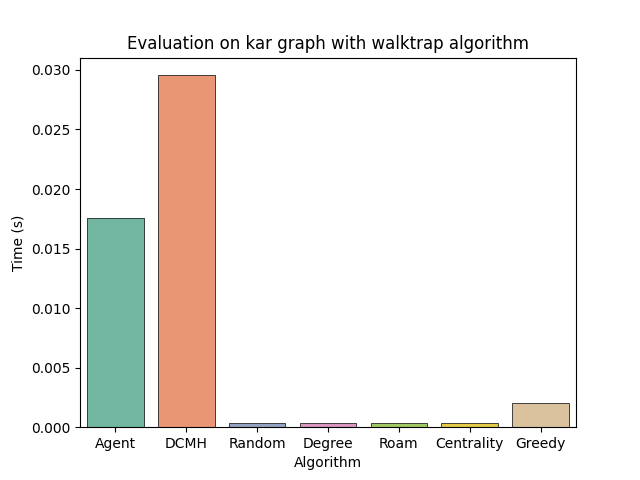 Evaluation on kar graph with walktrap algorithm
0.030
0.025
0.020
0.015
0.010
0.005
0.000
Time (s)
Agent DCMH Random Degree Roam Centrality Greedy
Algorithm